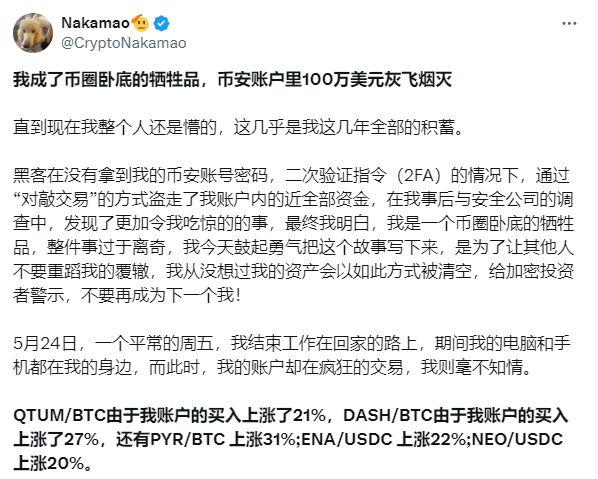 Nakamao🫡
@CryptoNakamao
我成了币圈卧底的牺牲品，币安账户里100万美元灰飞烟灭
直到现在我整个人还是懵的，这几乎是我这几年全部的积蓄。
黑客在没有拿到我的币安账号密码，二次验证指令（2FA）的情况下，通过
“对敲交易”的方式盗走了我账户内的近全部资金，在我事后与安全公司的调
查中，发现了更加令我吃惊的的事，最终我明白，我是一个币圈卧底的牺牲
品，整件事过于离奇，我今天鼓起勇气把这个故事写下来，是为了让其他人
不要重蹈我的覆辙，我从没想过我的资产会以如此方式被清空，给加密投资
者警示，不要再成为下一个我！
5月24日，一个平常的周五，我结束工作在回家的路上，期间我的电脑和手
机都在我的身边，而此时，我的账户却在疯狂的交易，我则毫不知情。
QTUM/BTC由于我账户的买入上涨了21%，DASH/BTC由于我账户的买入
上涨了27%，还有PYR/BTC 上涨31%;ENA/USDC 上涨22%;NEO/USDC
上涨20%。